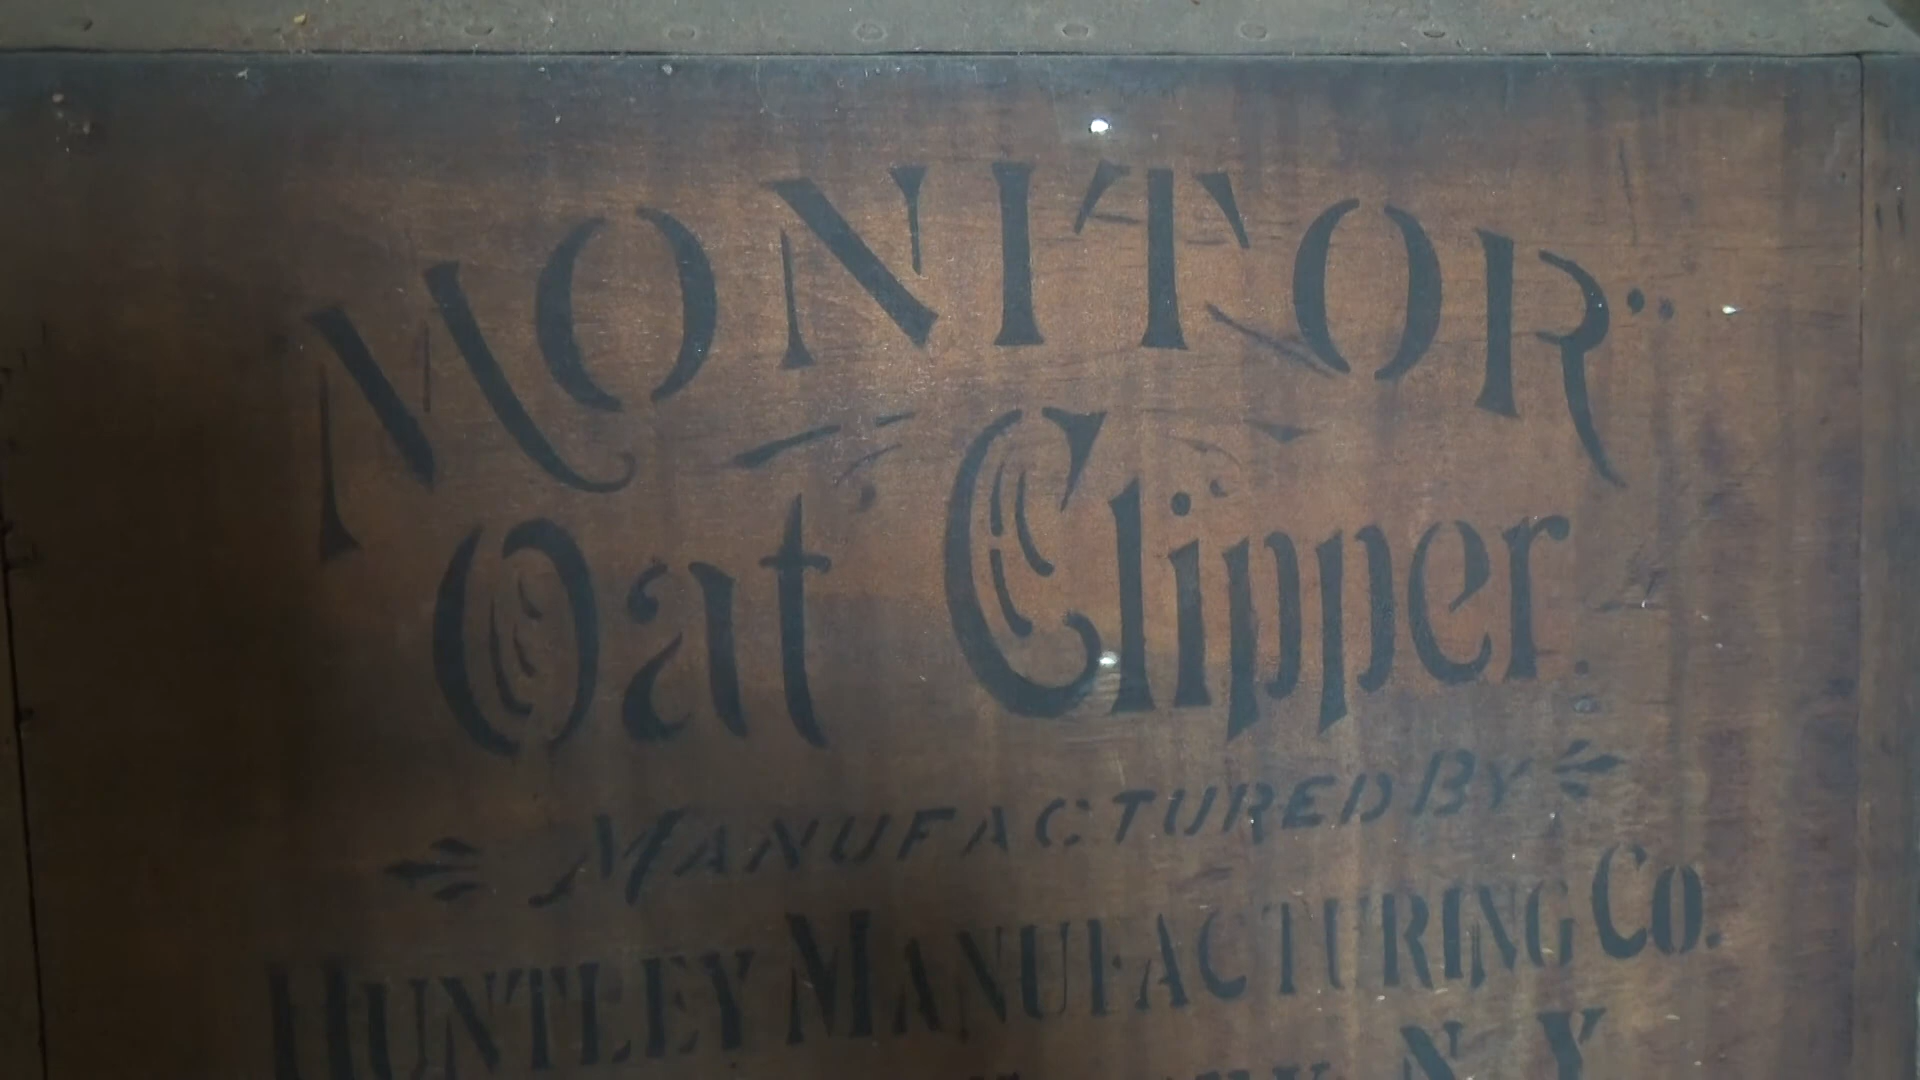 MONITOR"
Oat Clipper.
MANUFACTURED BY
HUNTLEY MANUFACTURING CO.
N.Y.